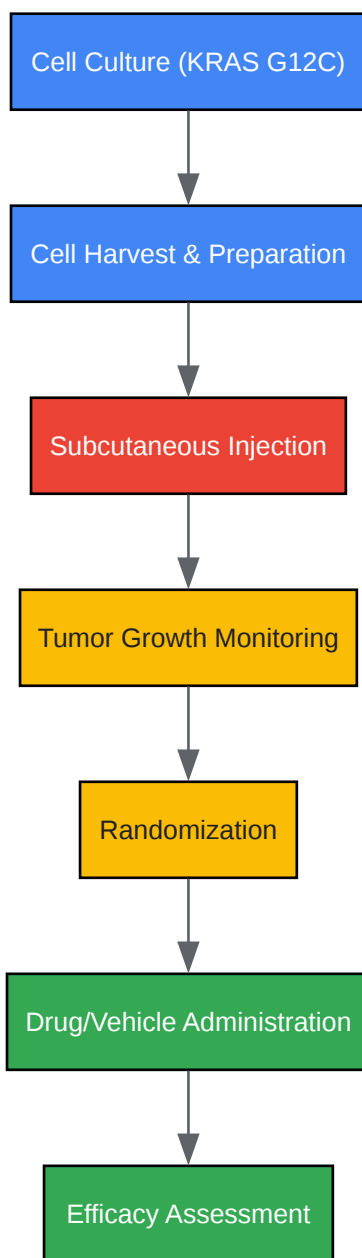 Cell Culture (KRAS G12C)
Cell Harvest & Preparation
Subcutaneous Injection
Tumor Growth Monitoring
Randomization
Drug/Vehicle Administration
Efficacy Assessment